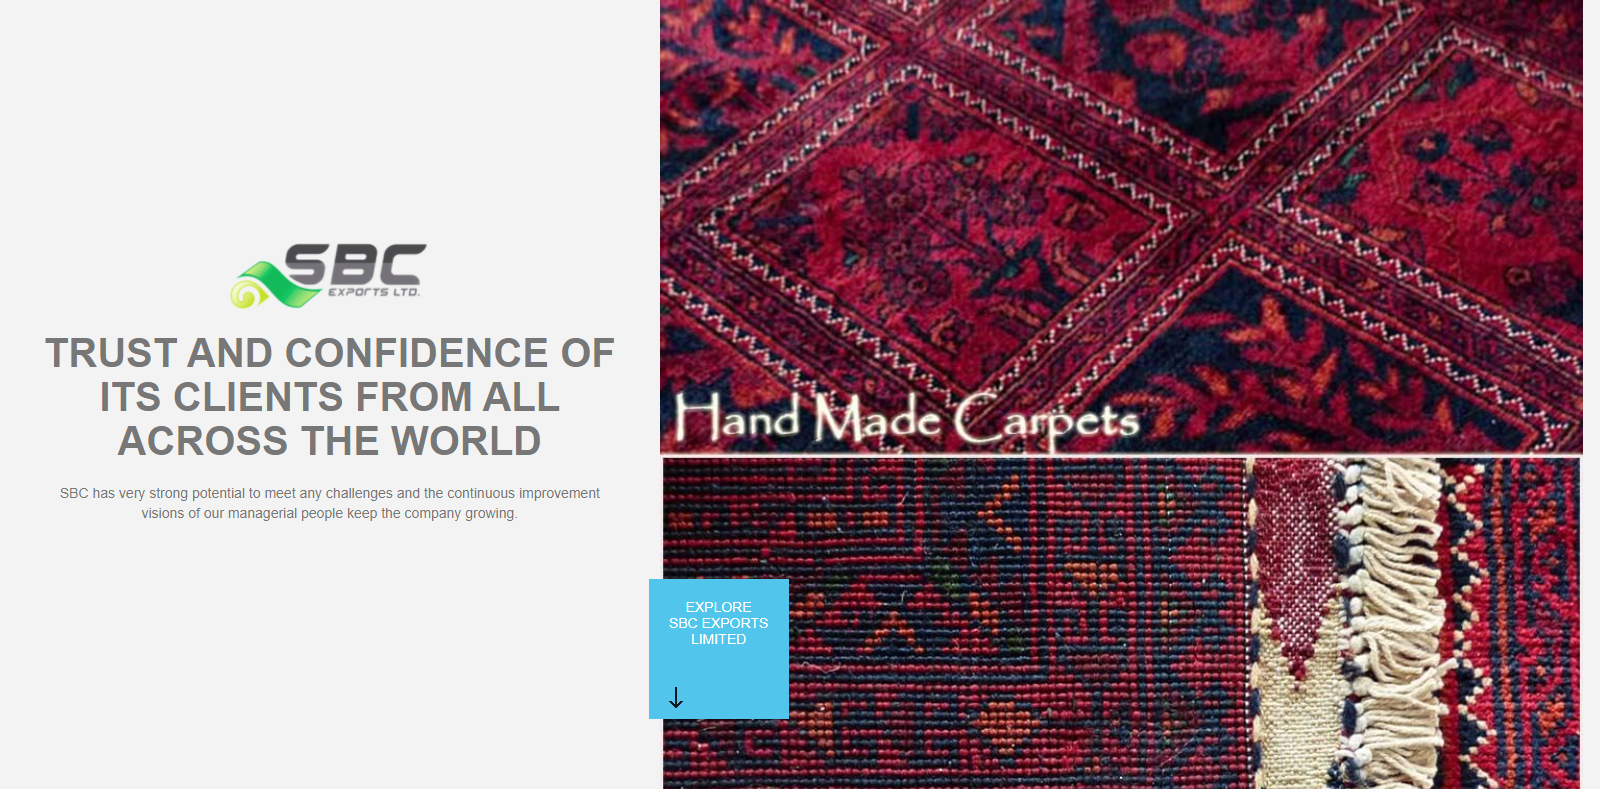 SBC
EXPORTS LTD.
TRUST AND CONFIDENCE OF
ITS CLIENTS FROM ALL
ACROSS THE WORLD
SBC has very strong potential to meet any challenges and the continuous improvement
visions of our managerial people keep the company growing.
Hand Made Carpets
EXPLORE
SBC EXPORTS
LIMITED